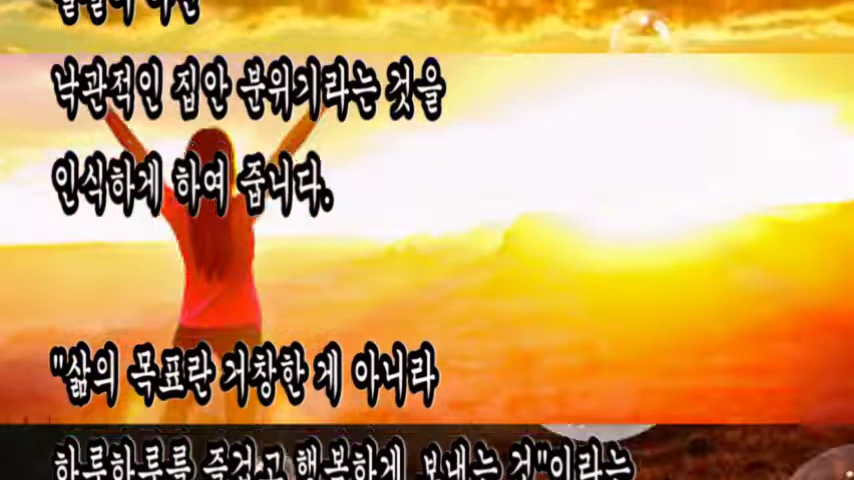 낙관적인 집안 분위기라는 것을
인식하게 하여 줍니다.
"삶의 목표란 거창한 게 아니라
하루하루를 즐겁고 행복하게 보내는 것"이라는